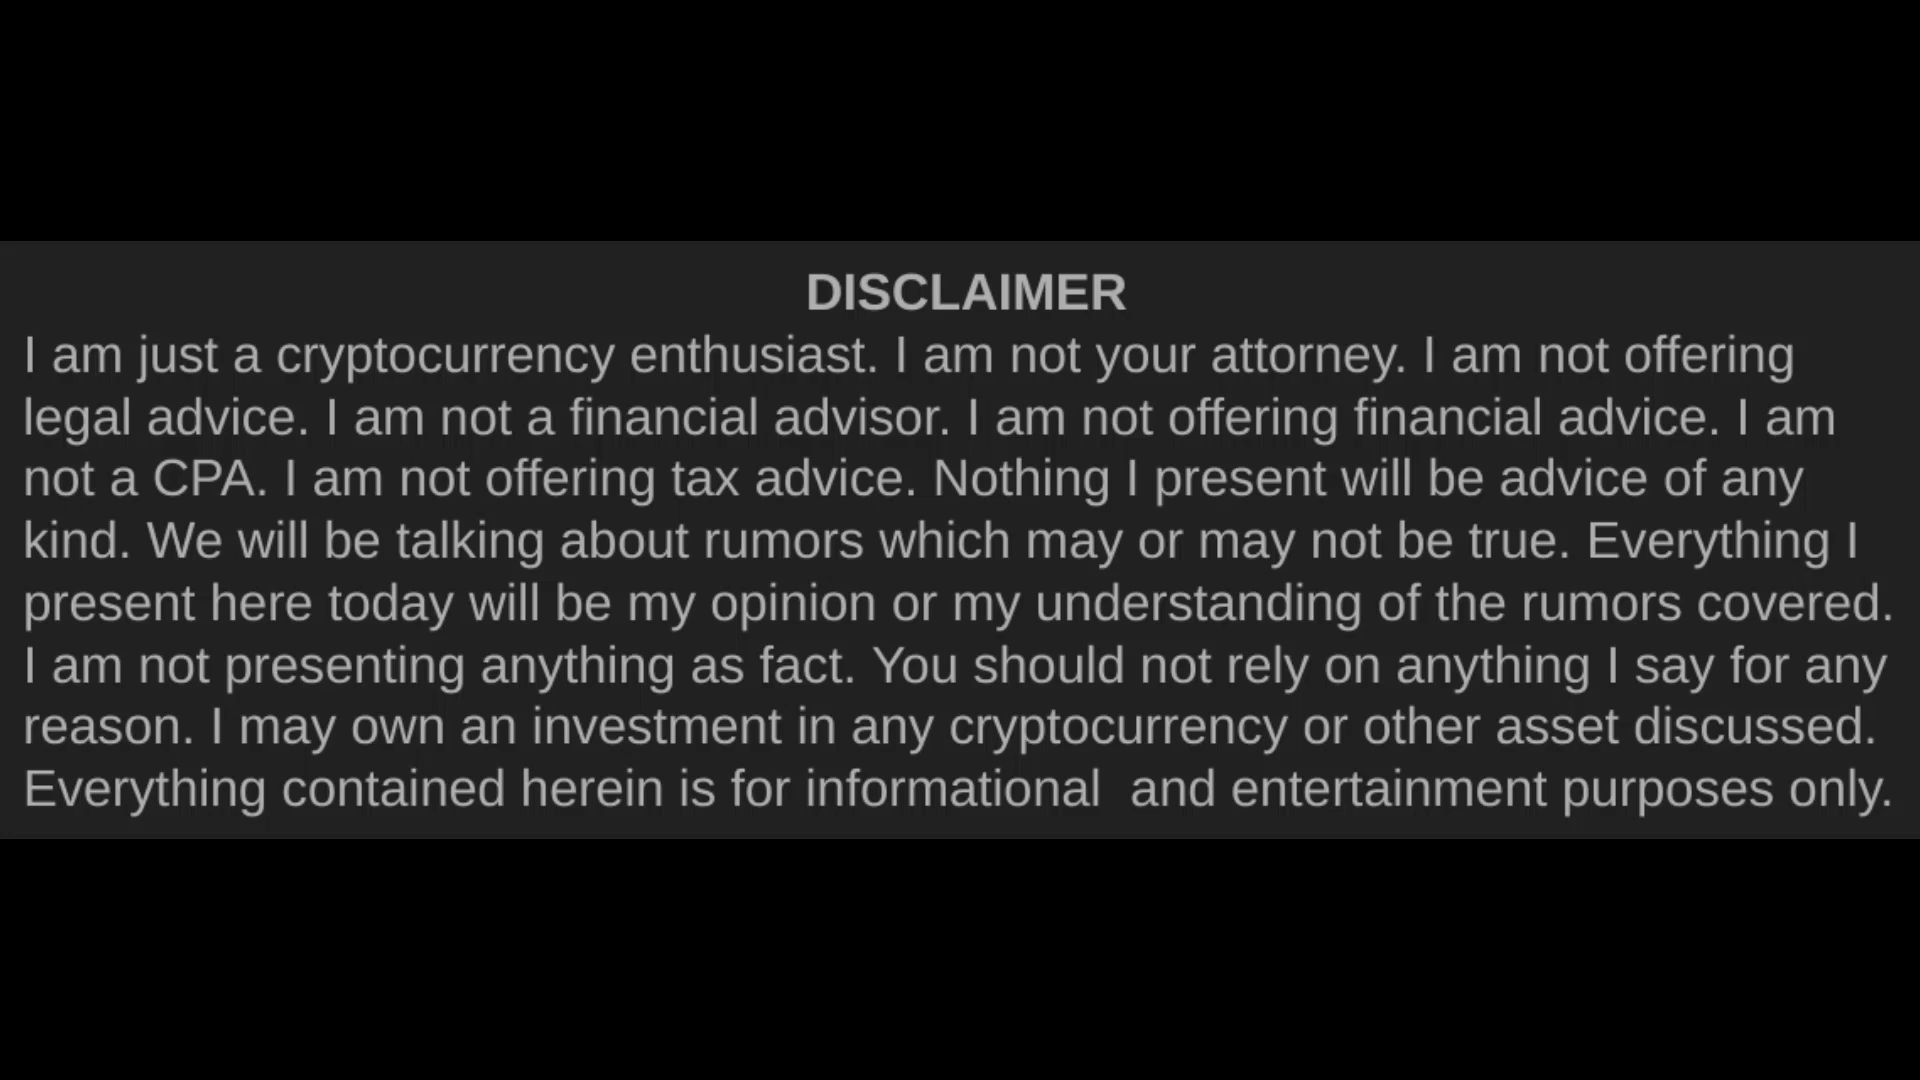 DISCLAIMER
I am just a cryptocurrency enthusiast. I am not your attorney. I am not offering
legal advice. I am not a financial advisor. I am not offering financial advice. I am
not a CPA. I am not offering tax advice. Nothing I present will be advice of any
kind. We will be talking about rumors which may or may not be true. Everything I
present here today will be my opinion or my understanding of the rumors covered.
I am not presenting anything as fact. You should not rely on anything I say for any
reason. I may own an investment in any cryptocurrency or other asset discussed.
Everything contained herein is for informational  and entertainment purposes only.